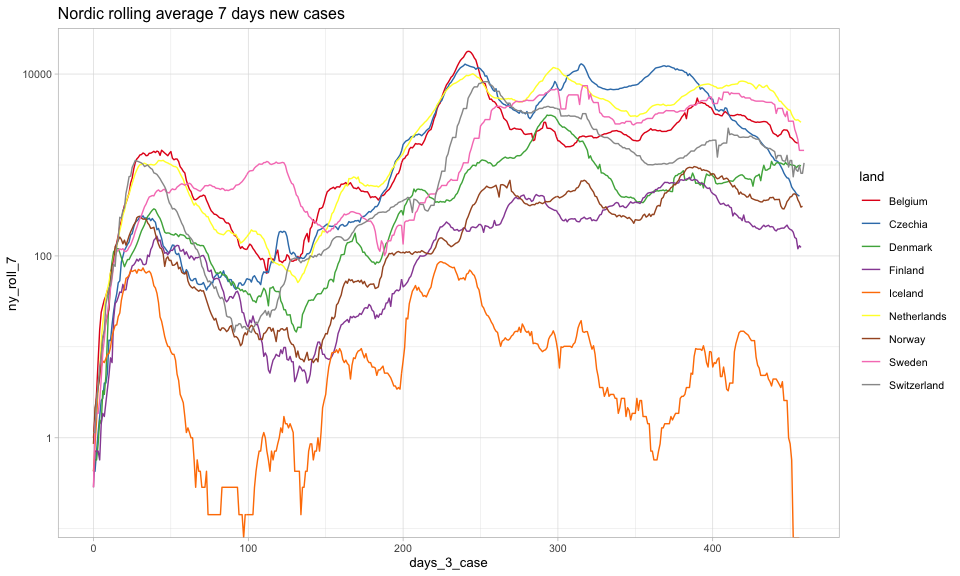 Nordic rolling average 7 days new cases
ny_roll_7
10000
100
1
0
100
200
300
400
days_3_case
land
Belgium
Czechia
Denmark
Finland
Iceland
Netherlands
Norway
Sweden
Switzerland